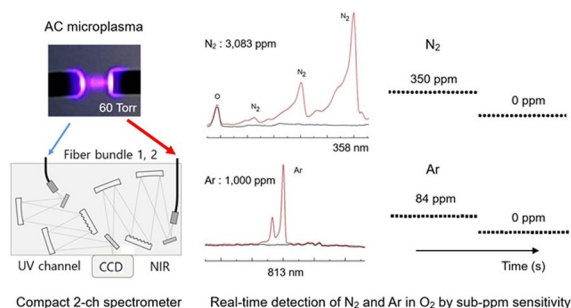 AC microplasma
60 Torr
Fiber bundle 1, 2
UV channel
CCD
NIR
Compact 2-ch spectrometer
N₂ : 3,083 ppm
O
N₂
N₂
N₂
358 nm
Ar : 1,000 ppm
Ar
813 nm
N₂
350 ppm
0 ppm
Ar
84 ppm
0 ppm
Time (s)
Real-time detection of N₂ and Ar in O₂ by sub-ppm sensitivity